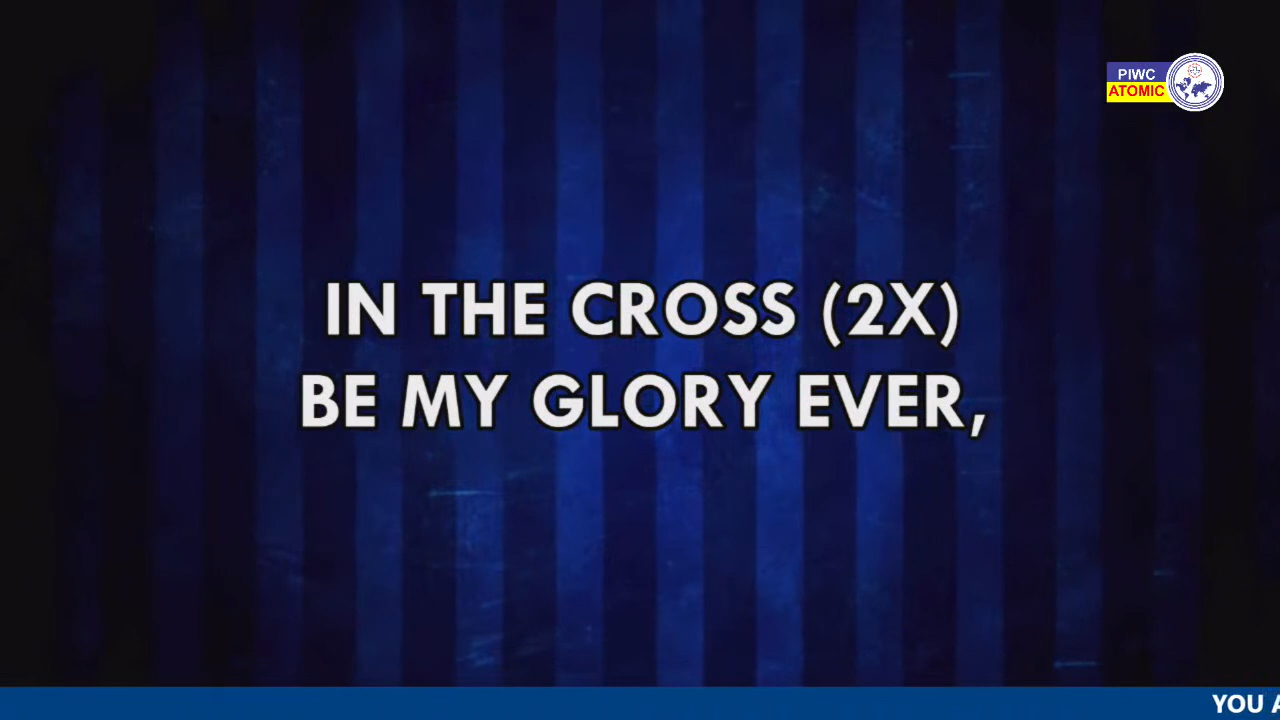 PIWC
ATOMIC
IN THE CROSS (2X)
BE MY GLORY EVER,
YOU